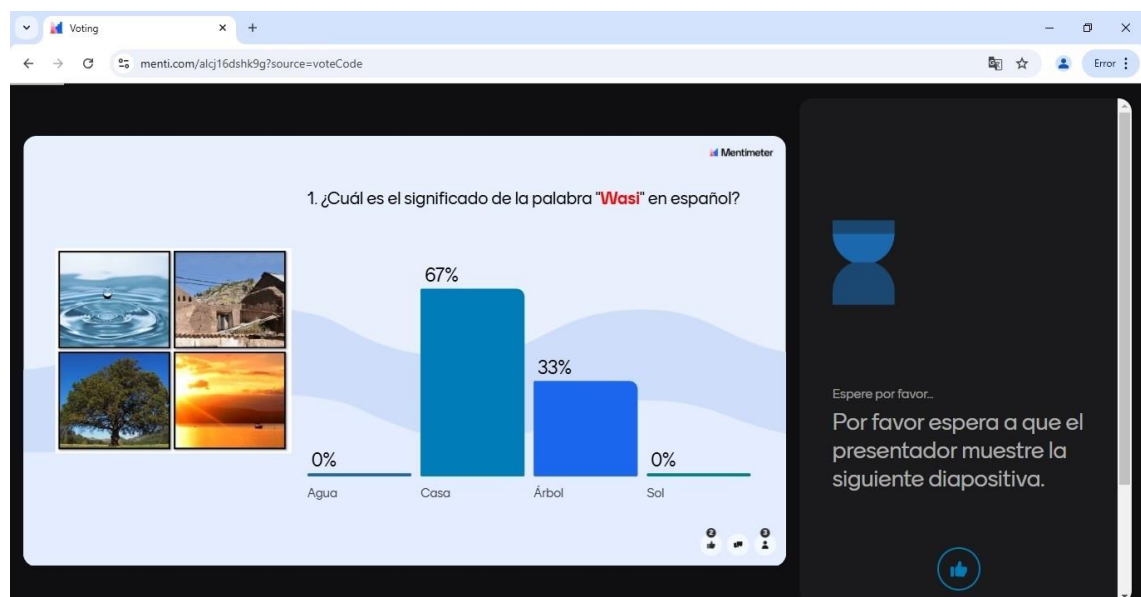 Voting
menti.com/alcj16dshk9g?source=voteCode
Error
Mentimeter
1. ¿Cuál es el significado de la palabra "Wasi" en español?
67%
33%
0%
0%
Agua
Casa
Árbol
Sol
2
3
Espere por favor...
Por favor espera a que el
presentador muestre la
siguiente diapositiva.